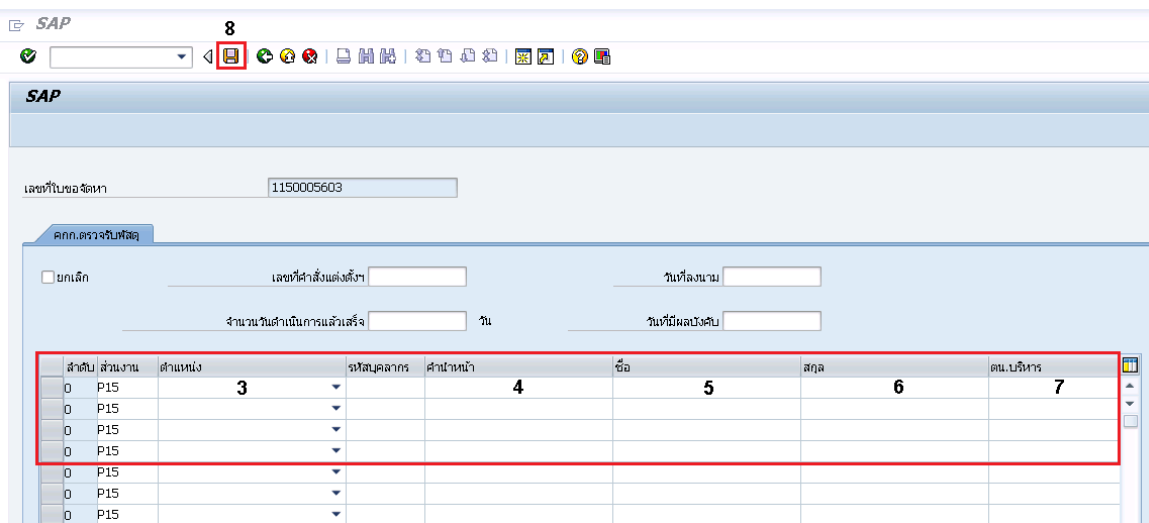 SAP
8
SAP
เลขที่ใบขอจัดหา 1150005603
คกก.ตรวจรับพัสดุ
ยกเลิก เลขที่คำสั่งแต่งตั้งฯ วันที่ลงนาม
จำนวนวันดำเนินการแล้วเสร็จ วัน วันที่มีผลบังคับ
ลำดับ ส่วนงาน ตำแหน่ง รหัสบุคลากร คำนำหน้า ชื่อ สกุล ตน.บริหาร
0 P15 3 4 5 6 7
0 P15
0 P15
0 P15
0 P15
0 P15
0 P15